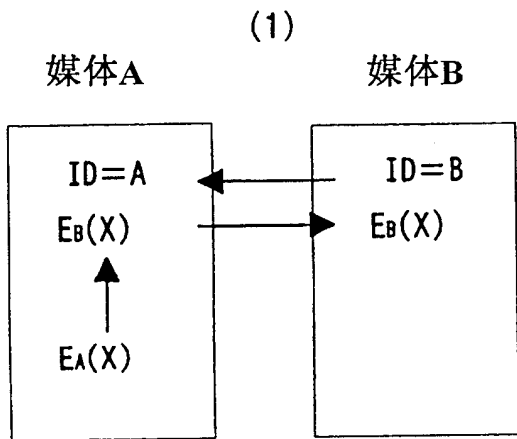 (1)
媒体A 媒体B
ID=A ID=B
EB(X) EB(X)
EA(X)